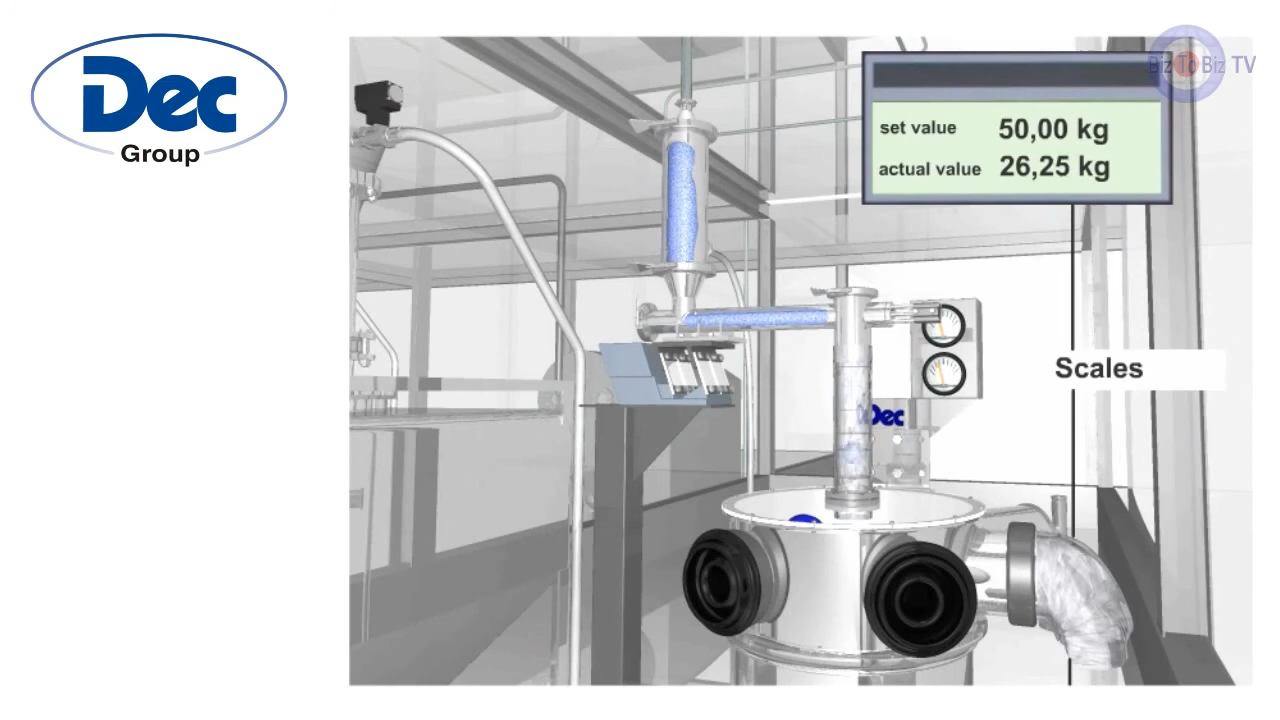 Dec
Group
Biz To Biz TV
set value 50,00 kg
actual value 26,25 kg
Scales
Dec